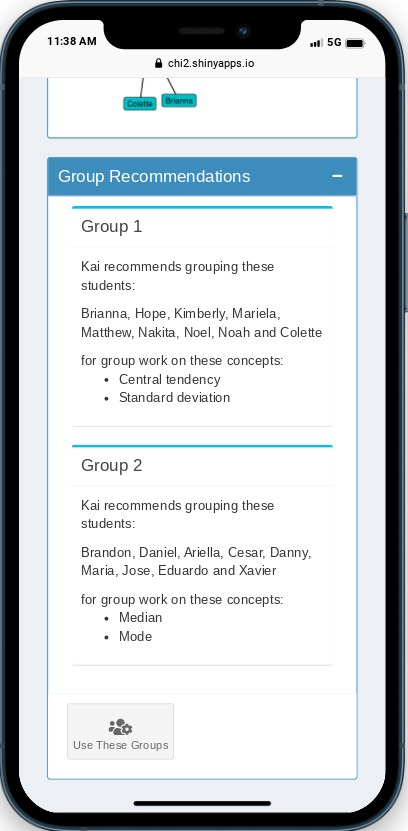 11:38 AM 5G
chi2.shinyapps.io
Colette Brianna
Group Recommendations −
Group 1
Kai recommends grouping these
students:
Brianna, Hope, Kimberly, Mariela,
Matthew, Nakita, Noel, Noah and Colette
for group work on these concepts:
• Central tendency
• Standard deviation
Group 2
Kai recommends grouping these
students:
Brandon, Daniel, Ariella, Cesar, Danny,
Maria, Jose, Eduardo and Xavier
for group work on these concepts:
• Median
• Mode
Use These Groups